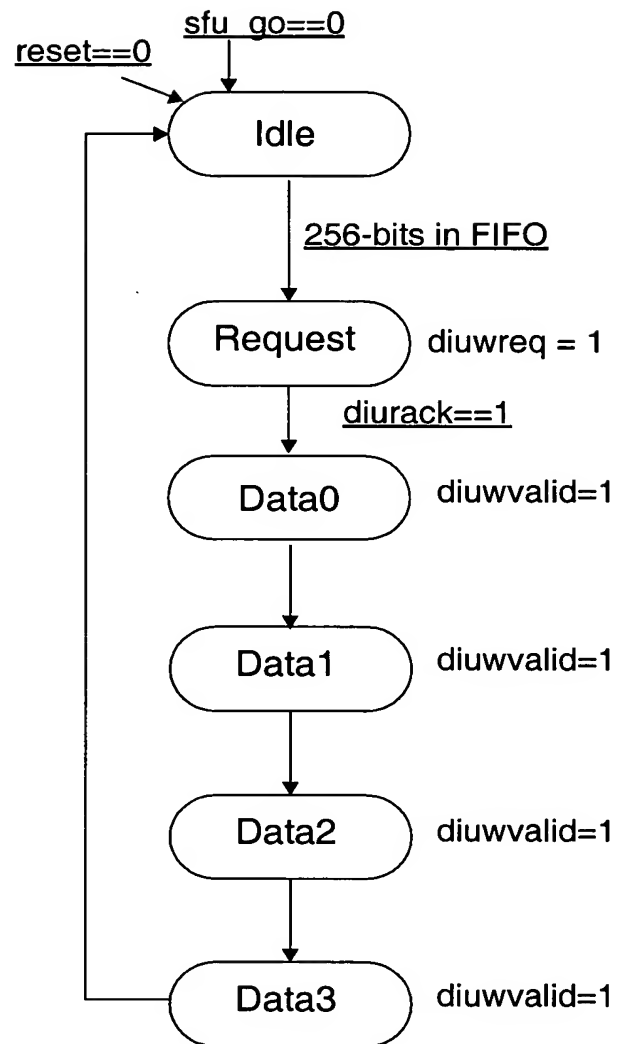 sfu_go==0
reset==0
Idle
256-bits in FIFO
Request
diuwreq = 1
diurack==1
Data0
diuwvalid=1
Data1
diuwvalid=1
Data2
diuwvalid=1
Data3
diuwvalid=1